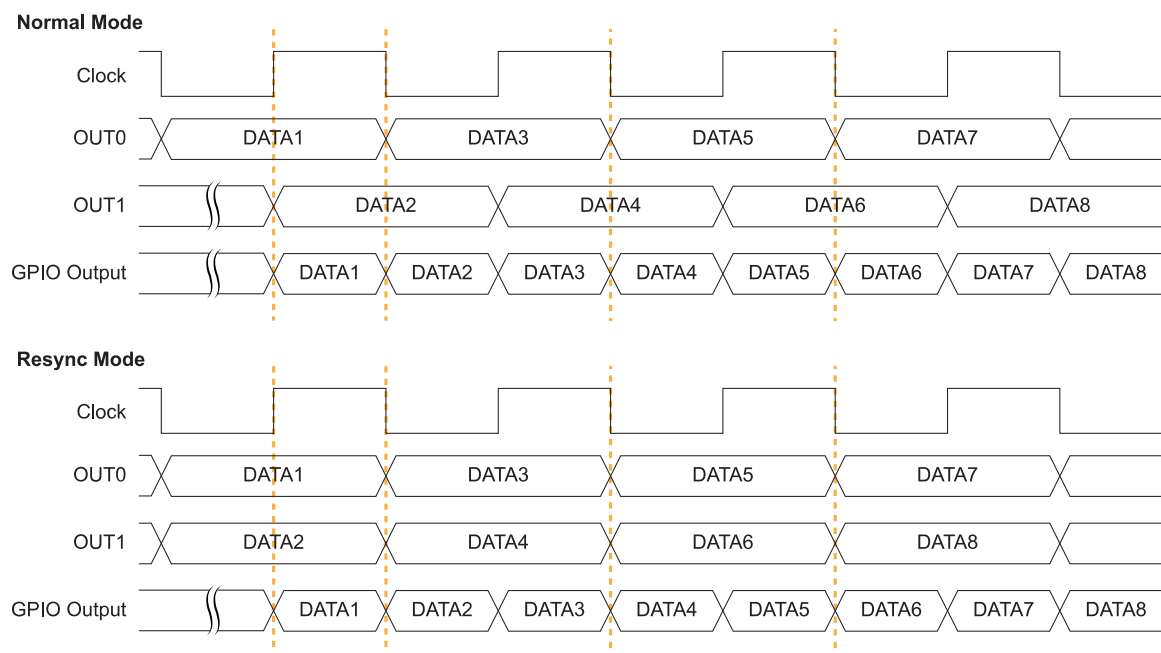 Normal Mode
Clock
OUT0 DATA1 DATA3 DATA5 DATA7
OUT1 DATA2 DATA4 DATA6 DATA8
GPIO Output DATA1 DATA2 DATA3 DATA4 DATA5 DATA6 DATA7 DATA8
Resync Mode
Clock
OUT0 DATA1 DATA3 DATA5 DATA7
OUT1 DATA2 DATA4 DATA6 DATA8
GPIO Output DATA1 DATA2 DATA3 DATA4 DATA5 DATA6 DATA7 DATA8